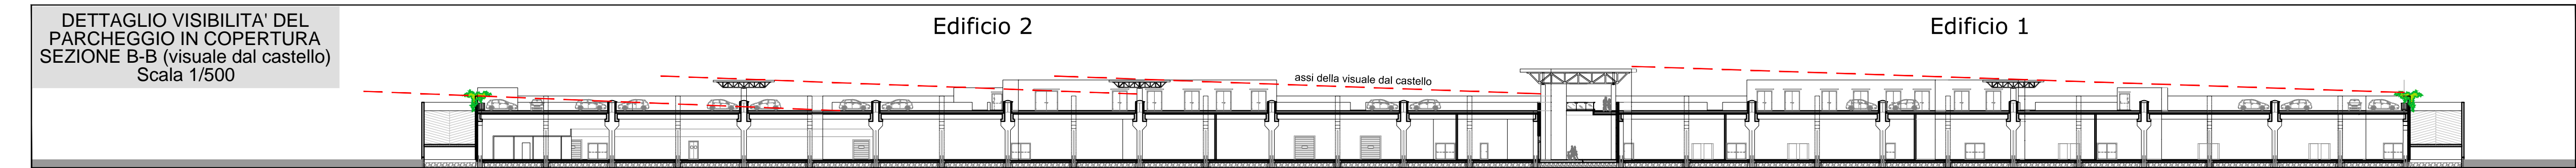 DETTAGLIO VISIBILITA' DEL
PARCHEGGIO IN COPERTURA
SEZIONE B-B (visuale dal castello)
Scala 1/500
Edificio 2
assi della visuale dal castello
Edificio 1